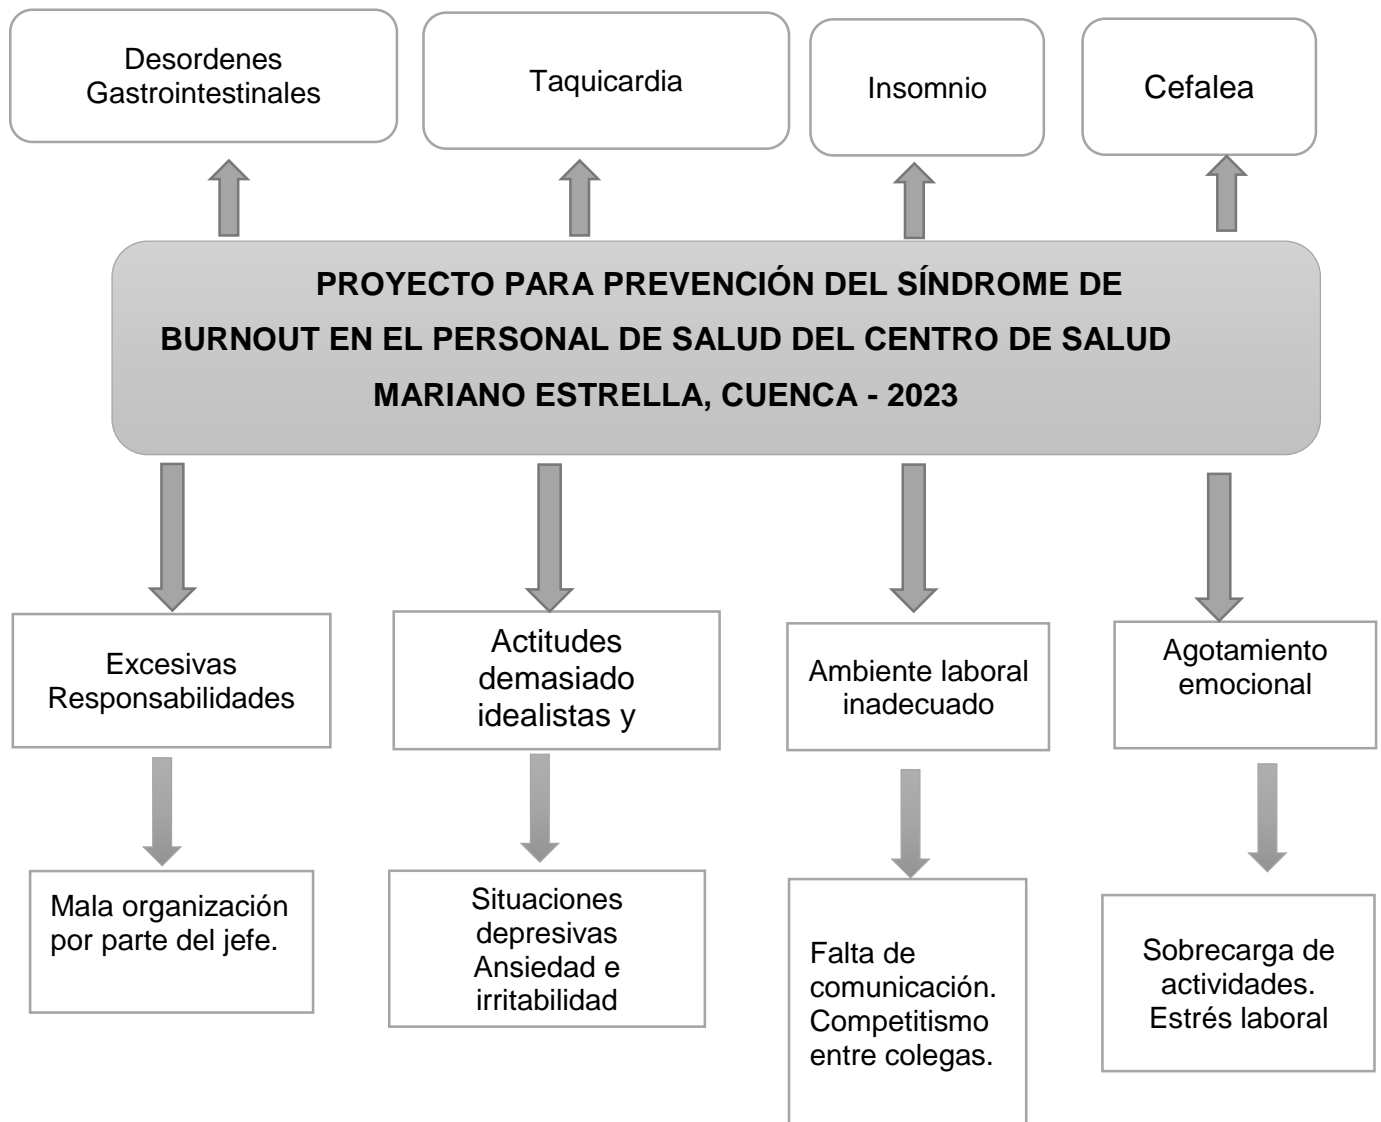 Desordenes
Gastrointestinales
Taquicardia
Insomnio
Cefalea
PROYECTO PARA PREVENCIÓN DEL SÍNDROME DE
BURNOUT EN EL PERSONAL DE SALUD DEL CENTRO DE SALUD
MARIANO ESTRELLA, CUENCA - 2023
Excesivas
Responsabilidades
Actitudes
demasiado
idealistas y
Ambiente laboral
inadecuado
Agotamiento
emocional
Mala organización
por parte del jefe.
Situaciones
depresivas
Ansiedad e
irritabilidad
Falta de
comunicación.
Competitismo
entre colegas.
Sobrecarga de
actividades.
Estrés laboral